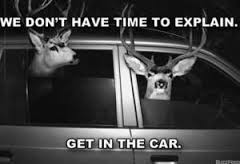 WE DON'T HAVE TIME TO EXPLAIN.
GET IN THE CAR.